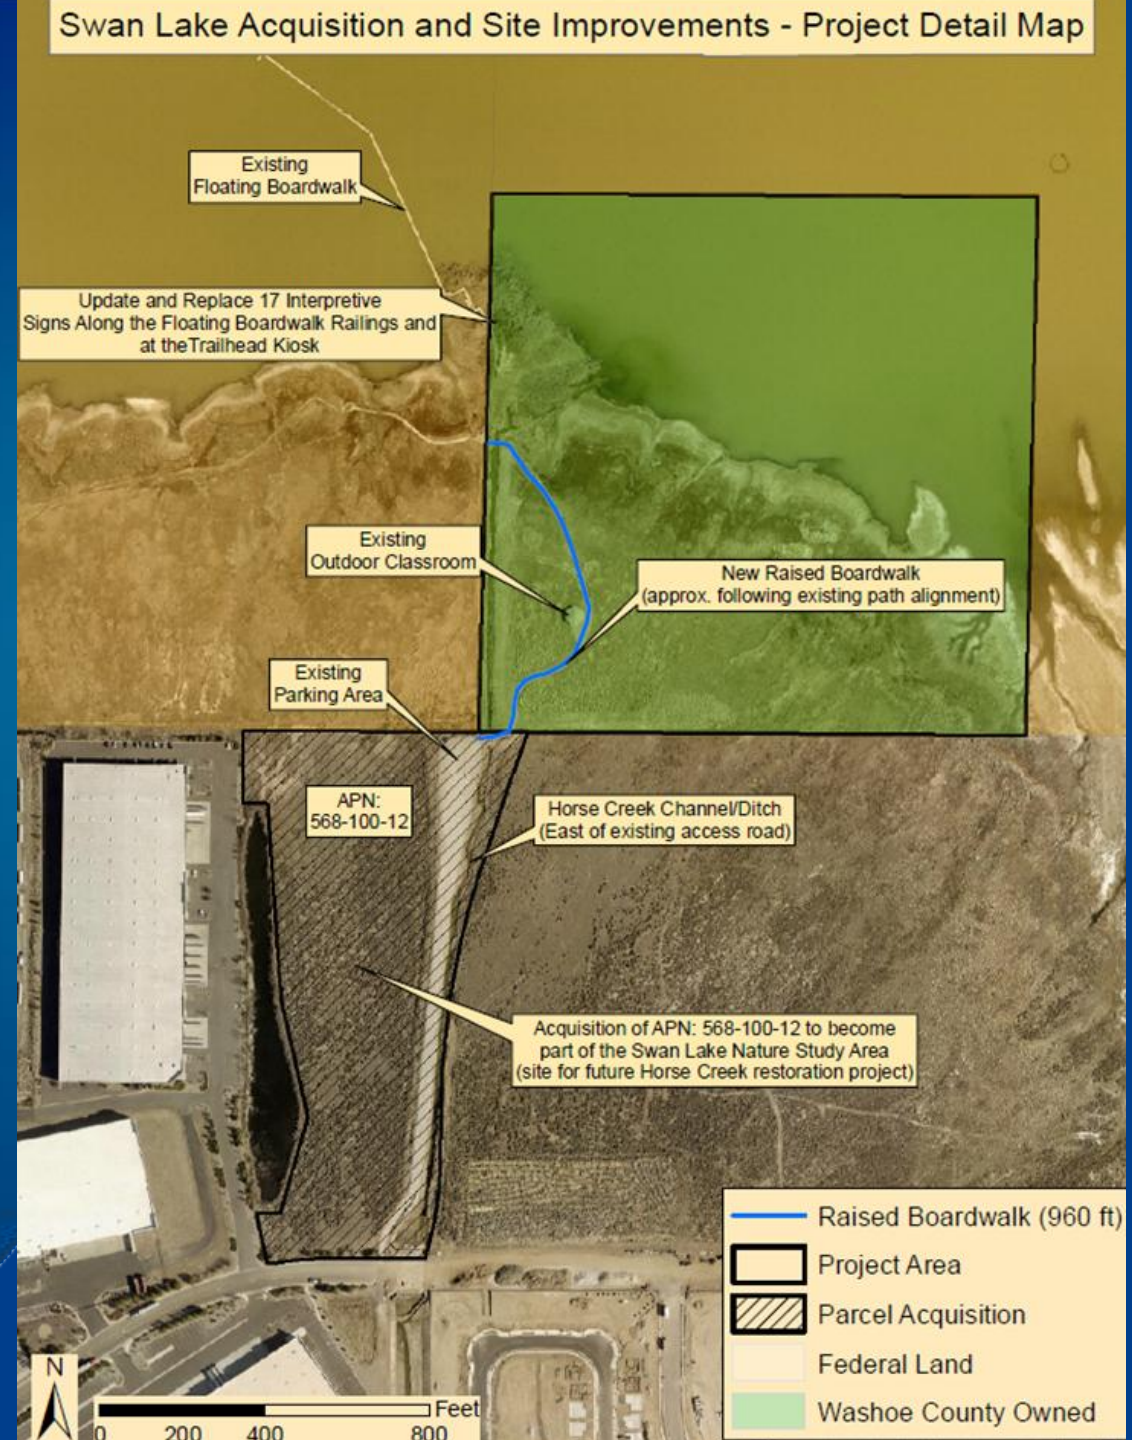 Swan Lake Acquisition and Site Improvements - Project Detail Map
Existing
Floating Boardwalk
Update and Replace 17 Interpretive
Signs Along the Floating Boardwalk Railings and
at theTrailhead Kiosk
Existing
Outdoor Classroom
New Raised Boardwalk
(approx. following existing path alignment)
Existing
Parking Area
APN:
568-100-12
Horse Creek Channel/Ditch
(East of existing access road)
Acquisition of APN: 568-100-12 to become
part of the Swan Lake Nature Study Area
(site for future Horse Creek restoration project)
Raised Boardwalk (960 ft)
Project Area
Parcel Acquisition
Federal Land
Washoe County Owned
N
Feet
0 200 400 800